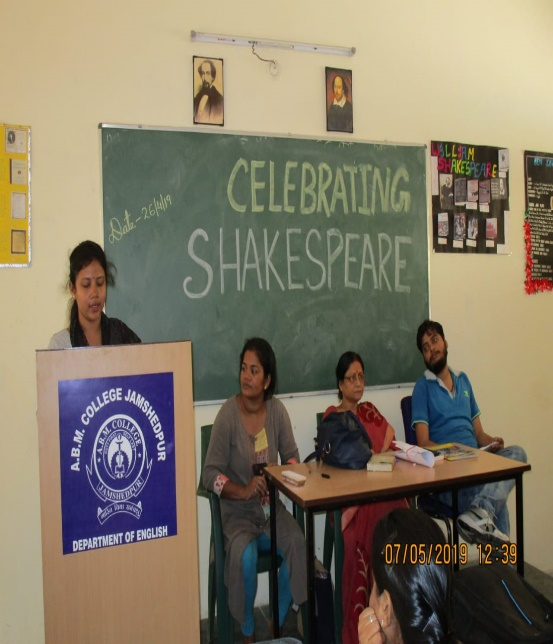 CELEBRATING
SHAKESPEARE
Date - 26/4/19
WILLIAM
SHAKESPEARE
A.B.M. COLLEGE JAMSHEDPUR
A.B.M. COLLEGE
JAMSHEDPUR
DEPARTMENT OF ENGLISH
07/05/2019 12:39